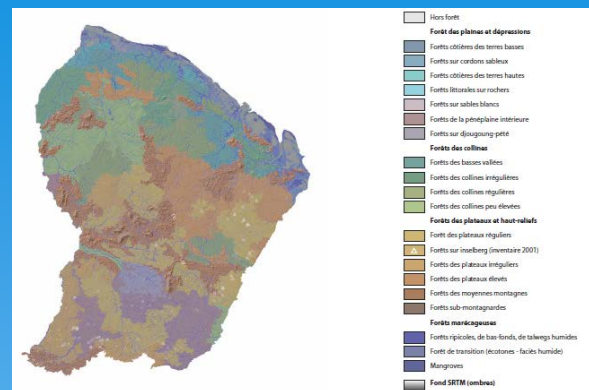 Hors forêt
Forêt des plaines et dépressions
Forêts côtières des terres basses
Forêts sur cordons sableux
Forêts côtières des terres hautes
Forêts littorales sur rochers
Forêts sur sables blancs
Forêts de la pénéplaine intérieure
Forêts sur djougoung-pété
Forêts des collines
Forêts des basses vallées
Forêts des collines irrégulières
Forêts des collines régulières
Forêts des collines peu élevées
Forêts des plateaux et haut-reliefs
Forêt des plateaux réguliers
Forêts sur inselberg (inventaire 2001)
Forêts des plateaux irréguliers
Forêts des plateaux élevés
Forêts des moyennes montagnes
Forêts sub-montagnardes
Forêts marécageuses
Forêts ripicoles, de bas-fonds, de talwegs humides
Forêt de transition (écotones - faciès humide)
Mangroves
Fond SRTM (ombres)